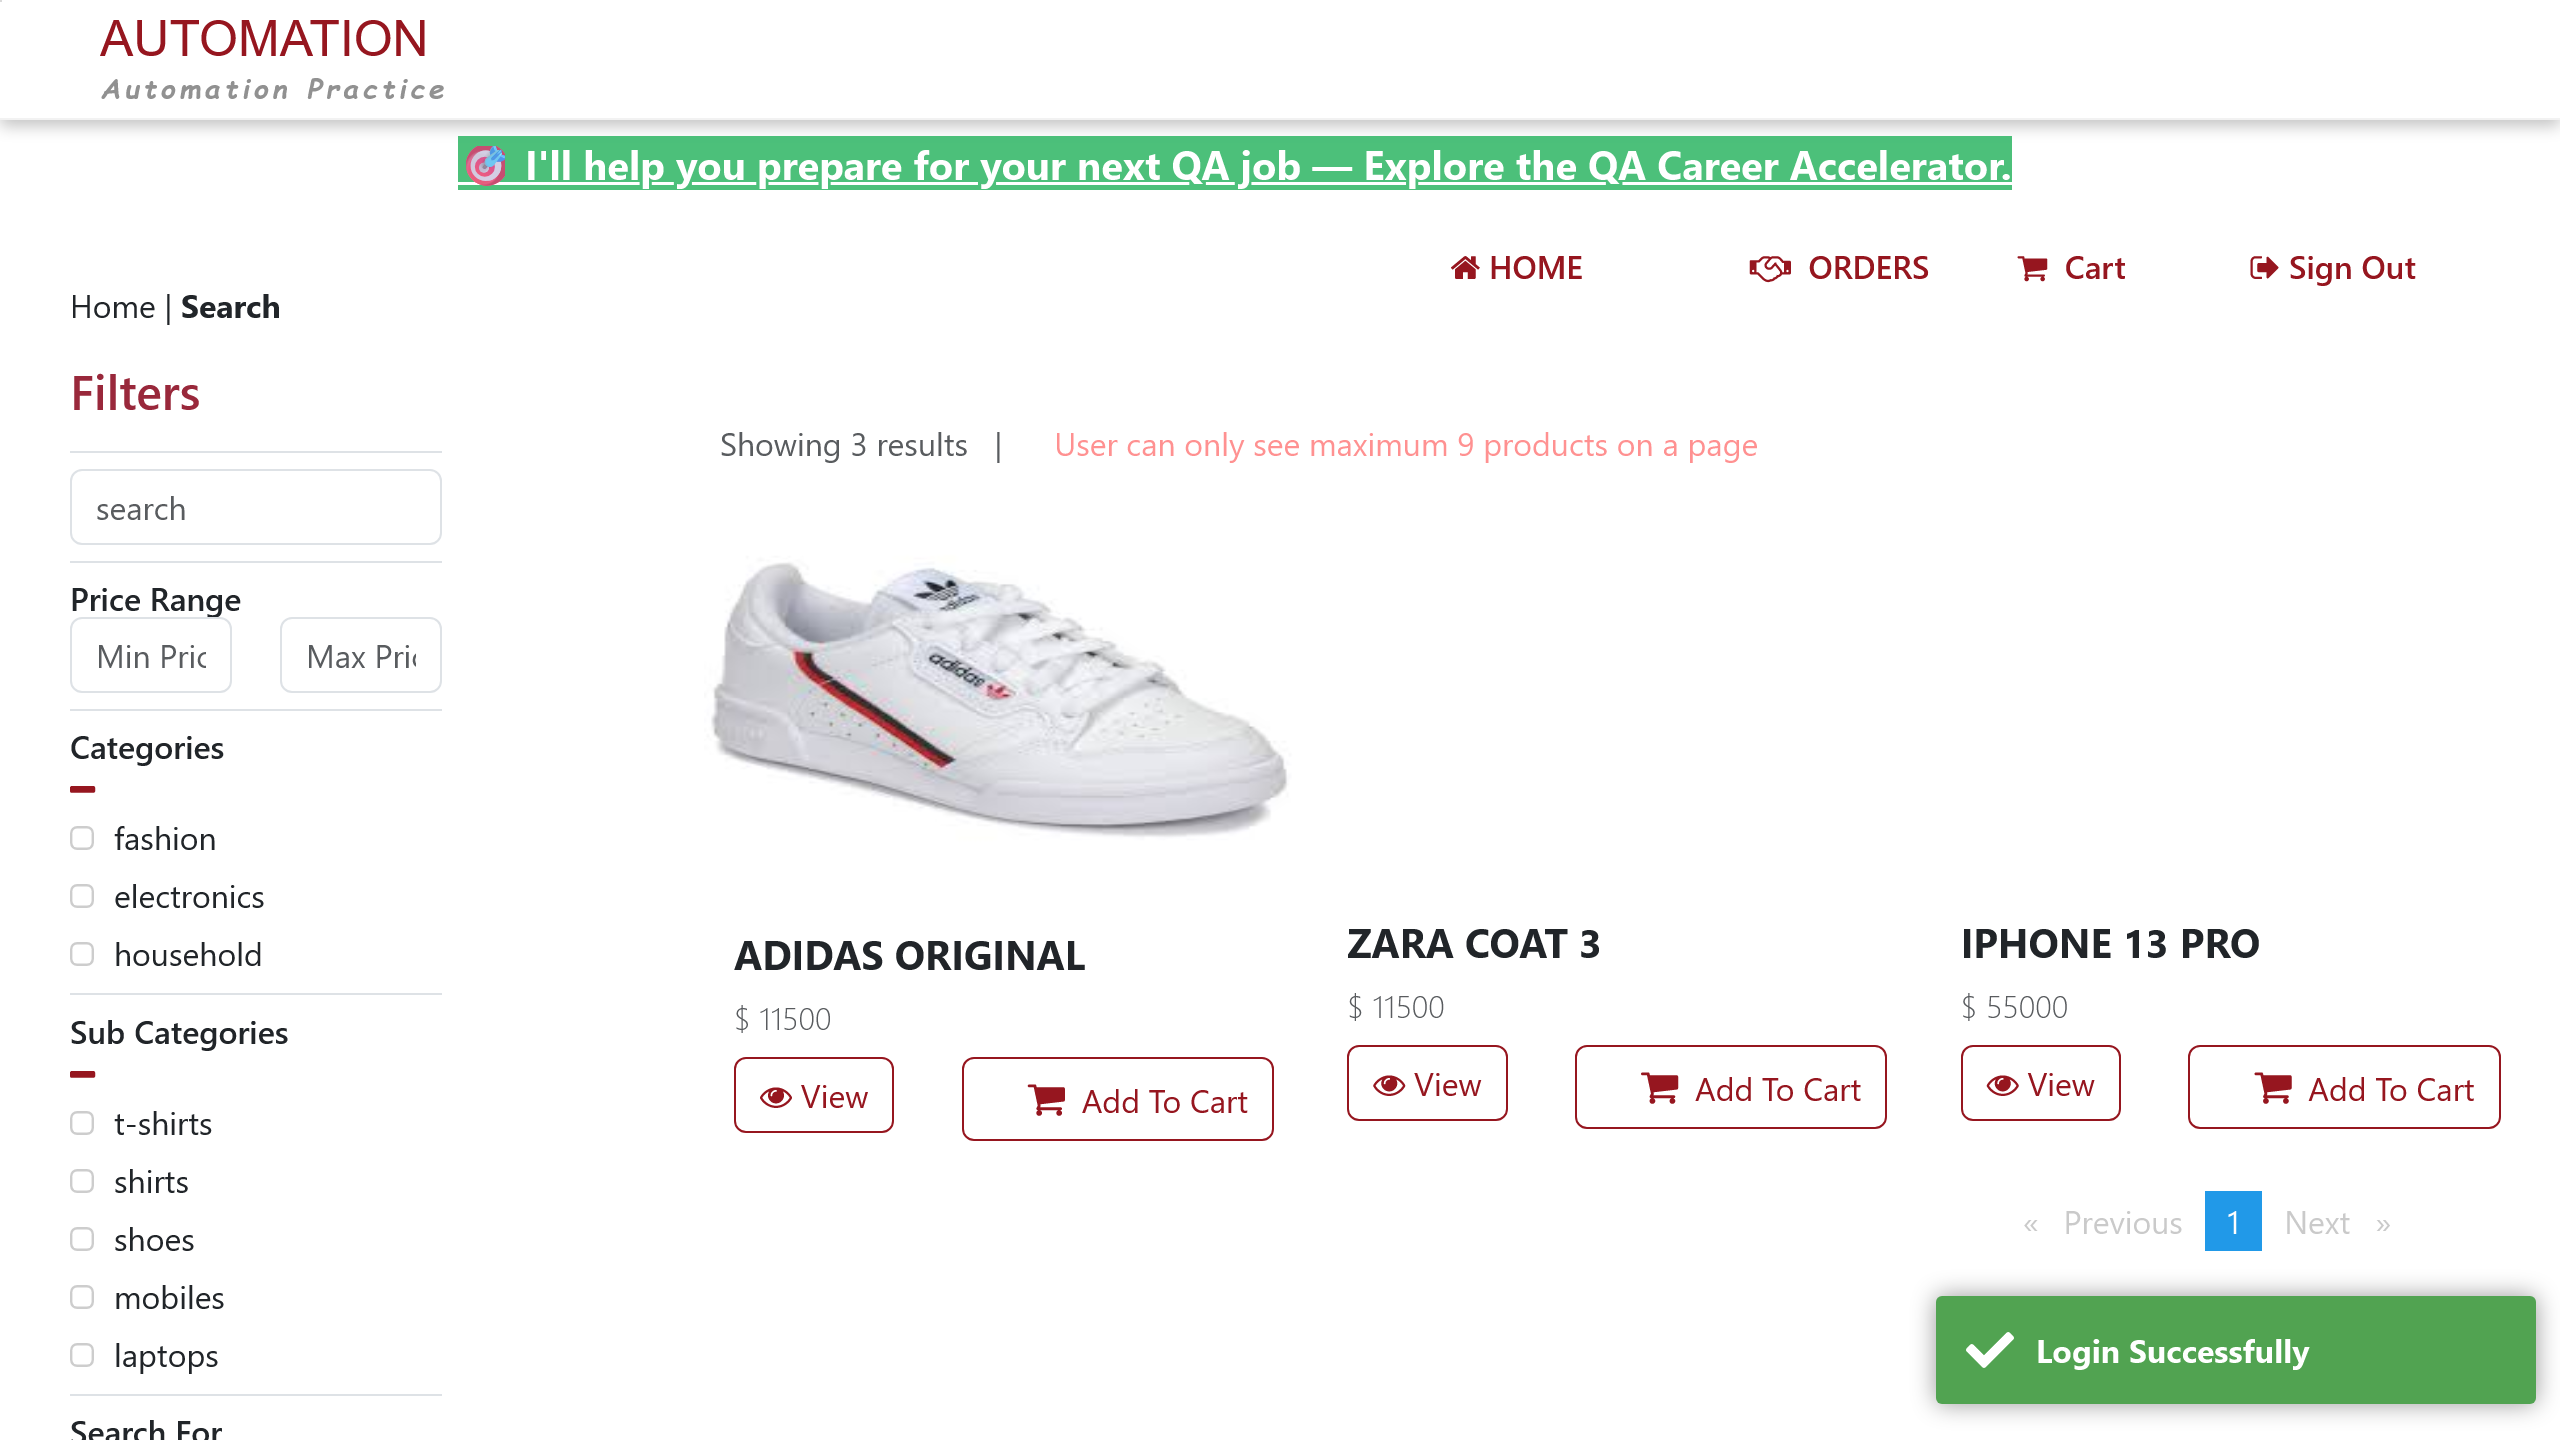 AUTOMATION
Automation Practice
🎯 I'll help you prepare for your next QA job — Explore the QA Career Accelerator.
HOME
ORDERS
Cart
Sign Out
Home | Search
Filters
Showing 3 results |
User can only see maximum 9 products on a page
search
Price Range
Min Pric
Max Pri
Categories
fashion
electronics
household
Sub Categories
t-shirts
shirts
shoes
mobiles
laptops
Search For
adidas
adidas
ADIDAS ORIGINAL
$ 11500
View
Add To Cart
ZARA COAT 3
$ 11500
View
Add To Cart
IPHONE 13 PRO
$ 55000
View
Add To Cart
« Previous 1 Next »
Login Successfully